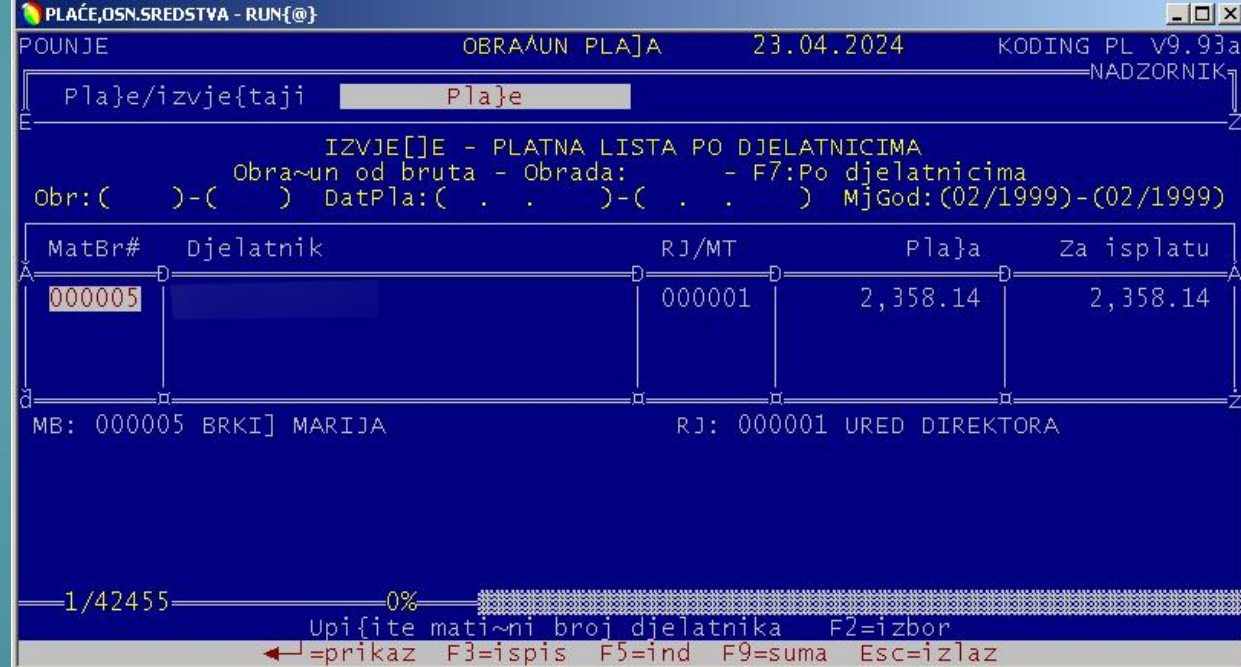 PLAĆE,OSN.SREDSTVA - RUN{@}
POUNJE OBRA^UN PLA]A 23.04.2024 KODING PL V9.93a
NADZORNIK
Pla}e/izvje{taji Pla}e
IZVJE[]E - PLATNA LISTA PO DJELATNICIMA
Obra~un od bruta - Obrada: - F7:Po djelatnicima
Obr:( )-( ) DatPla:( . . )-( . . ) MjGod:(02/1999)-(02/1999)
MatBr# Djelatnik RJ/MT Pla}a Za isplatu
000005 000001 2,358.14 2,358.14
MB: 000005 BRKI] MARIJA RJ: 000001 URED DIREKTORA
1/42455 0%
Upi{ite mati~ni broj djelatnika F2=izbor
=prikaz F3=ispis F5=ind F9=suma Esc=izlaz